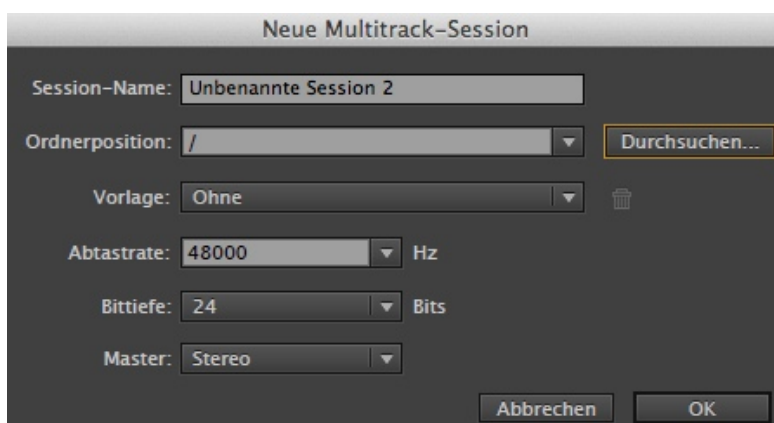 Neue Multitrack-Session
Session-Name: Unbenannte Session 2
Ordnerposition: / Durchsuchen...
Vorlage: Ohne
Abtastrate: 48000 Hz
Bittiefe: 24 Bits
Master: Stereo
Abbrechen OK